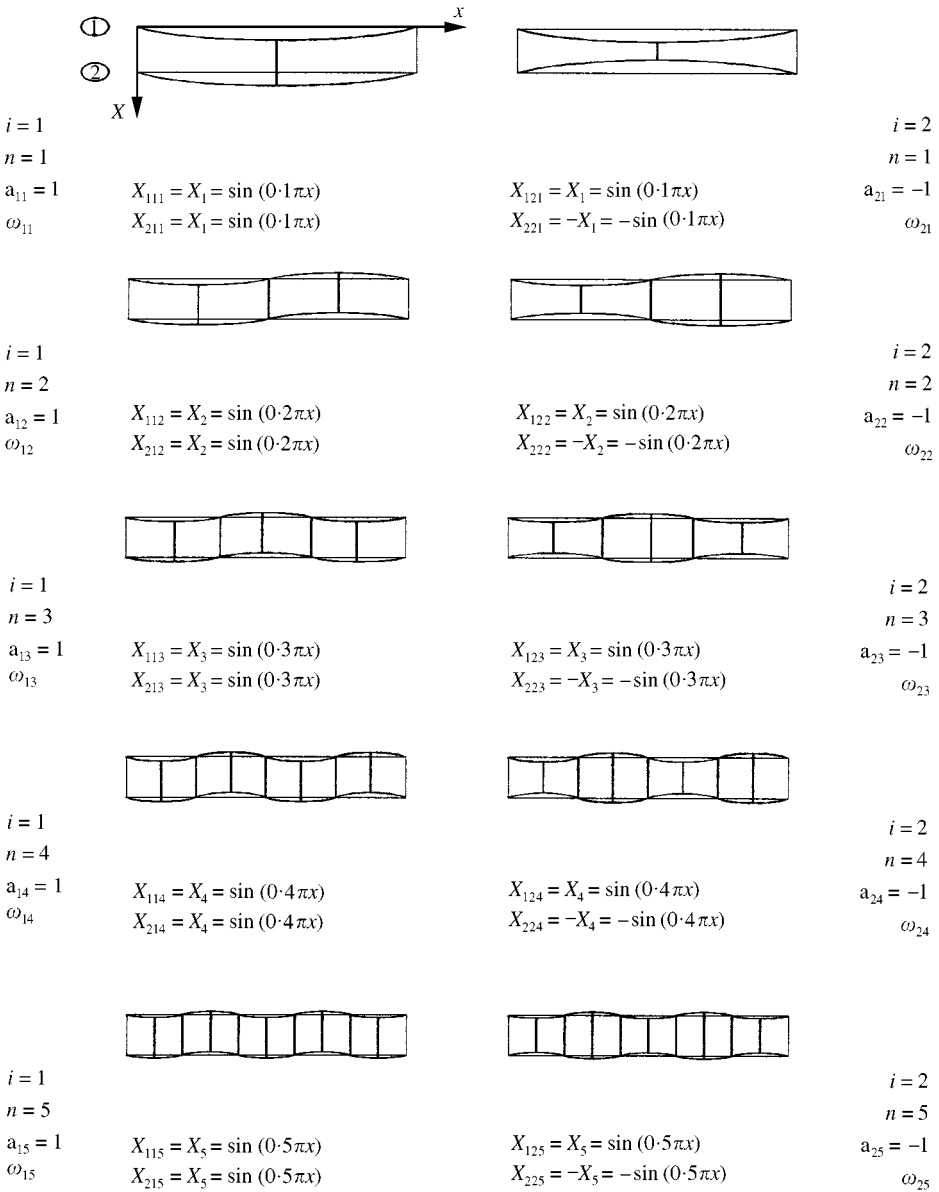 ① x
②
X
i = 1 i = 2
n = 1 n = 1
a₁₁ = 1 X₁₁₁ = X₁ = sin (0·1πx) X₁₂₁ = X₁ = sin (0·1πx) a₂₁ = −1
ω₁₁ X₂₁₁ = X₁ = sin (0·1πx) X₂₂₁ = −X₁ = −sin (0·1πx) ω₂₁
i = 1 i = 2
n = 2 n = 2
a₁₂ = 1 X₁₁₂ = X₂ = sin (0·2πx) X₁₂₂ = X₂ = sin (0·2πx) a₂₂ = −1
ω₁₂ X₂₁₂ = X₂ = sin (0·2πx) X₂₂₂ = −X₂ = −sin (0·2πx) ω₂₂
i = 1 i = 2
n = 3 n = 3
a₁₃ = 1 X₁₁₃ = X₃ = sin (0·3πx) X₁₂₃ = X₃ = sin (0·3πx) a₂₃ = −1
ω₁₃ X₂₁₃ = X₃ = sin (0·3πx) X₂₂₃ = −X₃ = −sin (0·3πx) ω₂₃
i = 1 i = 2
n = 4 n = 4
a₁₄ = 1 X₁₁₄ = X₄ = sin (0·4πx) X₁₂₄ = X₄ = sin (0·4πx) a₂₄ = −1
ω₁₄ X₂₁₄ = X₄ = sin (0·4πx) X₂₂₄ = −X₄ = −sin (0·4πx) ω₂₄
i = 1 i = 2
n = 5 n = 5
a₁₅ = 1 X₁₁₅ = X₅ = sin (0·5πx) X₁₂₅ = X₅ = sin (0·5πx) a₂₅ = −1
ω₁₅ X₂₁₅ = X₅ = sin (0·5πx) X₂₂₅ = −X₅ = −sin (0·5πx) ω₂₅